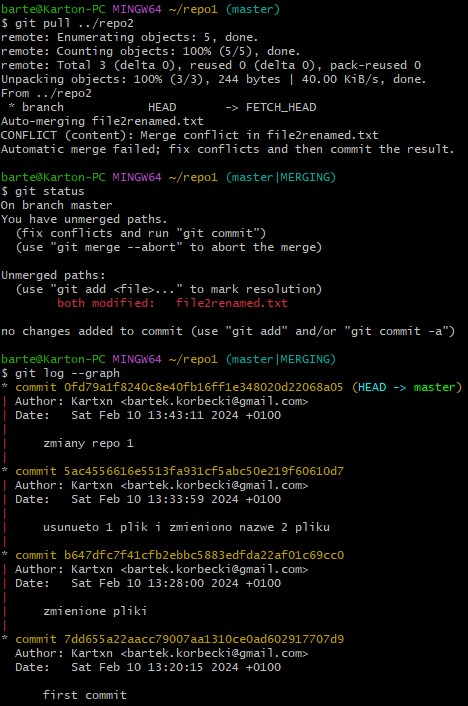 barte@Karton-PC MINGW64 ~/repo1 (master)
$ git pull ../repo2
remote: Enumerating objects: 5, done.
remote: Counting objects: 100% (5/5), done.
remote: Total 3 (delta 0), reused 0 (delta 0), pack-reused 0
Unpacking objects: 100% (3/3), 244 bytes | 40.00 KiB/s, done.
From ../repo2
 * branch            HEAD       -> FETCH_HEAD
Auto-merging file2renamed.txt
CONFLICT (content): Merge conflict in file2renamed.txt
Automatic merge failed; fix conflicts and then commit the result.

barte@Karton-PC MINGW64 ~/repo1 (master|MERGING)
$ git status
On branch master
You have unmerged paths.
  (fix conflicts and run "git commit")
  (use "git merge --abort" to abort the merge)

Unmerged paths:
  (use "git add <file>..." to mark resolution)
        both modified:   file2renamed.txt

no changes added to commit (use "git add" and/or "git commit -a")

barte@Karton-PC MINGW64 ~/repo1 (master|MERGING)
$ git log --graph
* commit 0fd79a1f8240c8e40fb16ff1e348020d22068a05 (HEAD -> master)
| Author: Kartxn <bartek.korbecki@gmail.com>
| Date:   Sat Feb 10 13:43:11 2024 +0100
|
|     zmiany repo 1
|
* commit 5ac4556616e5513fa931cf5abc50e219f60610d7
| Author: Kartxn <bartek.korbecki@gmail.com>
| Date:   Sat Feb 10 13:33:59 2024 +0100
|
|     usunueto 1 plik i zmieniono nazwe 2 pliku
|
* commit b647dfc7f41cfb2ebbc5883edfda22af01c69cc0
| Author: Kartxn <bartek.korbecki@gmail.com>
| Date:   Sat Feb 10 13:28:00 2024 +0100
|
|     zmienione pliki
|
* commit 7dd655a22aacc79007aa1310ce0ad602917707d9
  Author: Kartxn <bartek.korbecki@gmail.com>
  Date:   Sat Feb 10 13:20:15 2024 +0100

      first commit